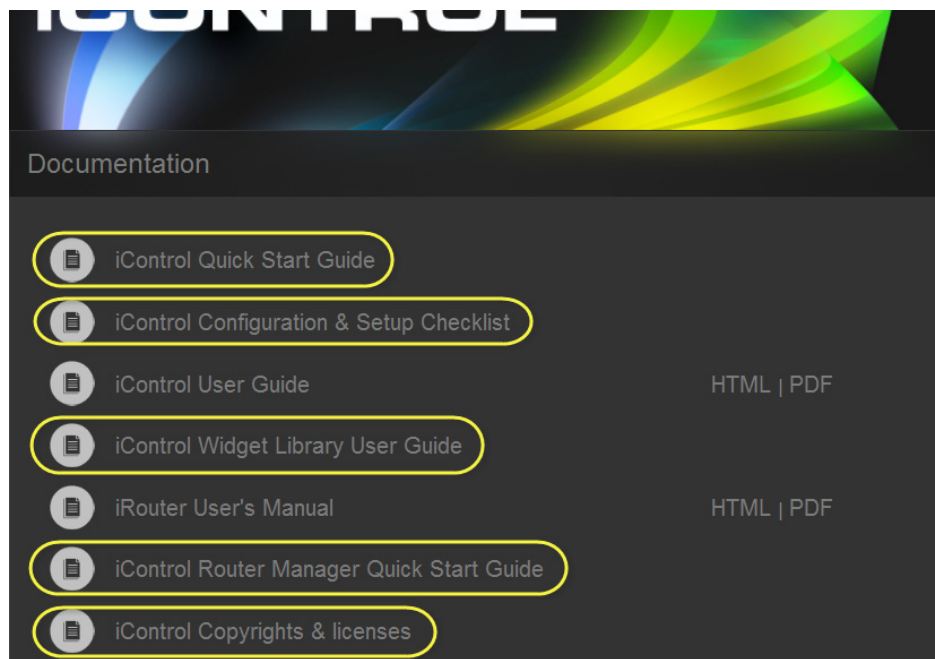 iCONTROL
Documentation
iControl Quick Start Guide
iControl Configuration & Setup Checklist
iControl User Guide HTML | PDF
iControl Widget Library User Guide
iRouter User's Manual HTML | PDF
iControl Router Manager Quick Start Guide
iControl Copyrights & licenses